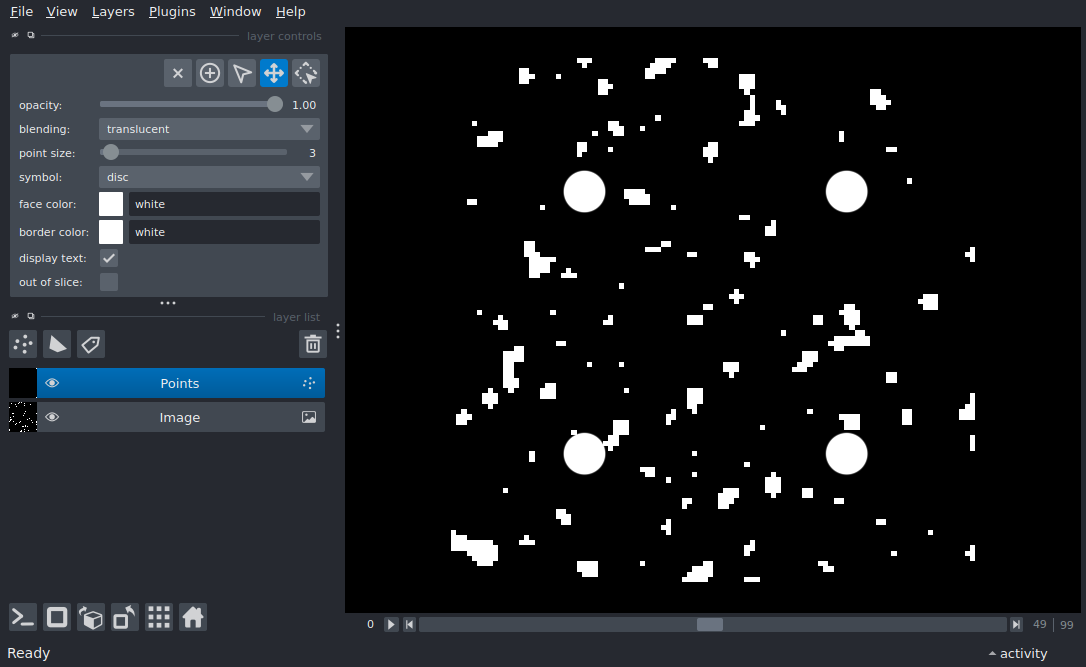 File View Layers Plugins Window Help
layer controls
opacity: 1.00
blending: translucent
point size: 3
symbol: disc
face color: white
border color: white
display text:
out of slice:
layer list
Points
Image
0 49 99
Ready activity